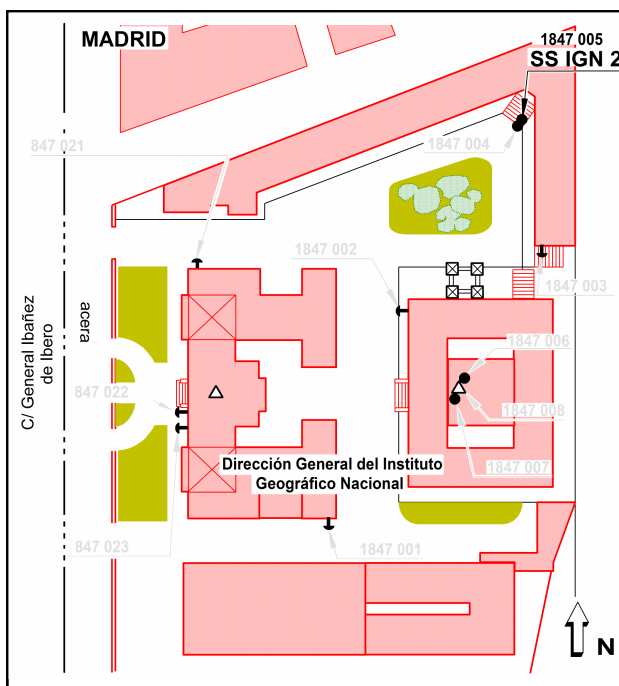 MADRID
1847 005
SS IGN 2
847 021
1847 004
1847 002
1847 003
C/ General Ibañez
de Ibero
acera
1847 006
847 022
1847 008
Dirección General del Instituto
Geográfico Nacional
1847 007
847 023
1847 001
N